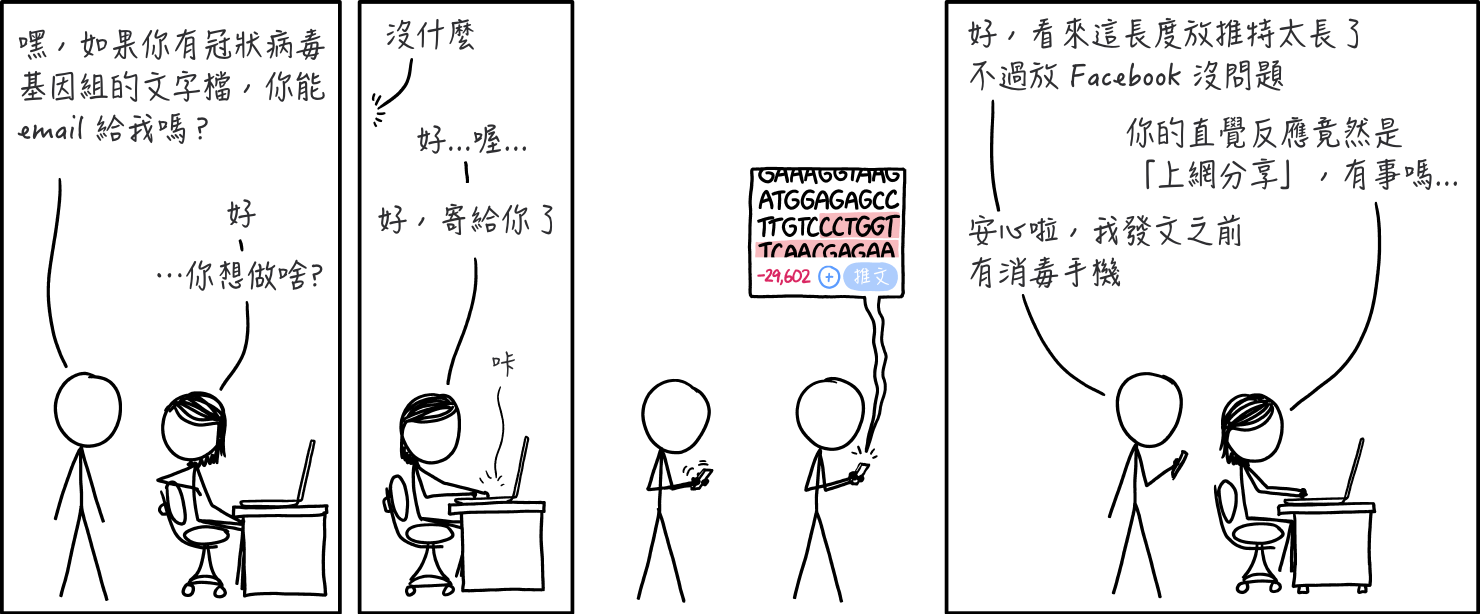 嘿，如果你有冠狀病毒
基因組的文字檔，你能
email 給我嗎？
好
…你想做啥?
沒什麼
好…喔…
好，寄給你了
咔
GAAAGGTAAG
ATGGAGAGCC
TTGTCCCTGGT
TCAACGAGAA
-29,602 + 推文
好，看來這長度放推特太長了
不過放 Facebook 沒問題
你的直覺反應竟然是
「上網分享」，有事嗎…
安心啦，我發文之前
有消毒手機